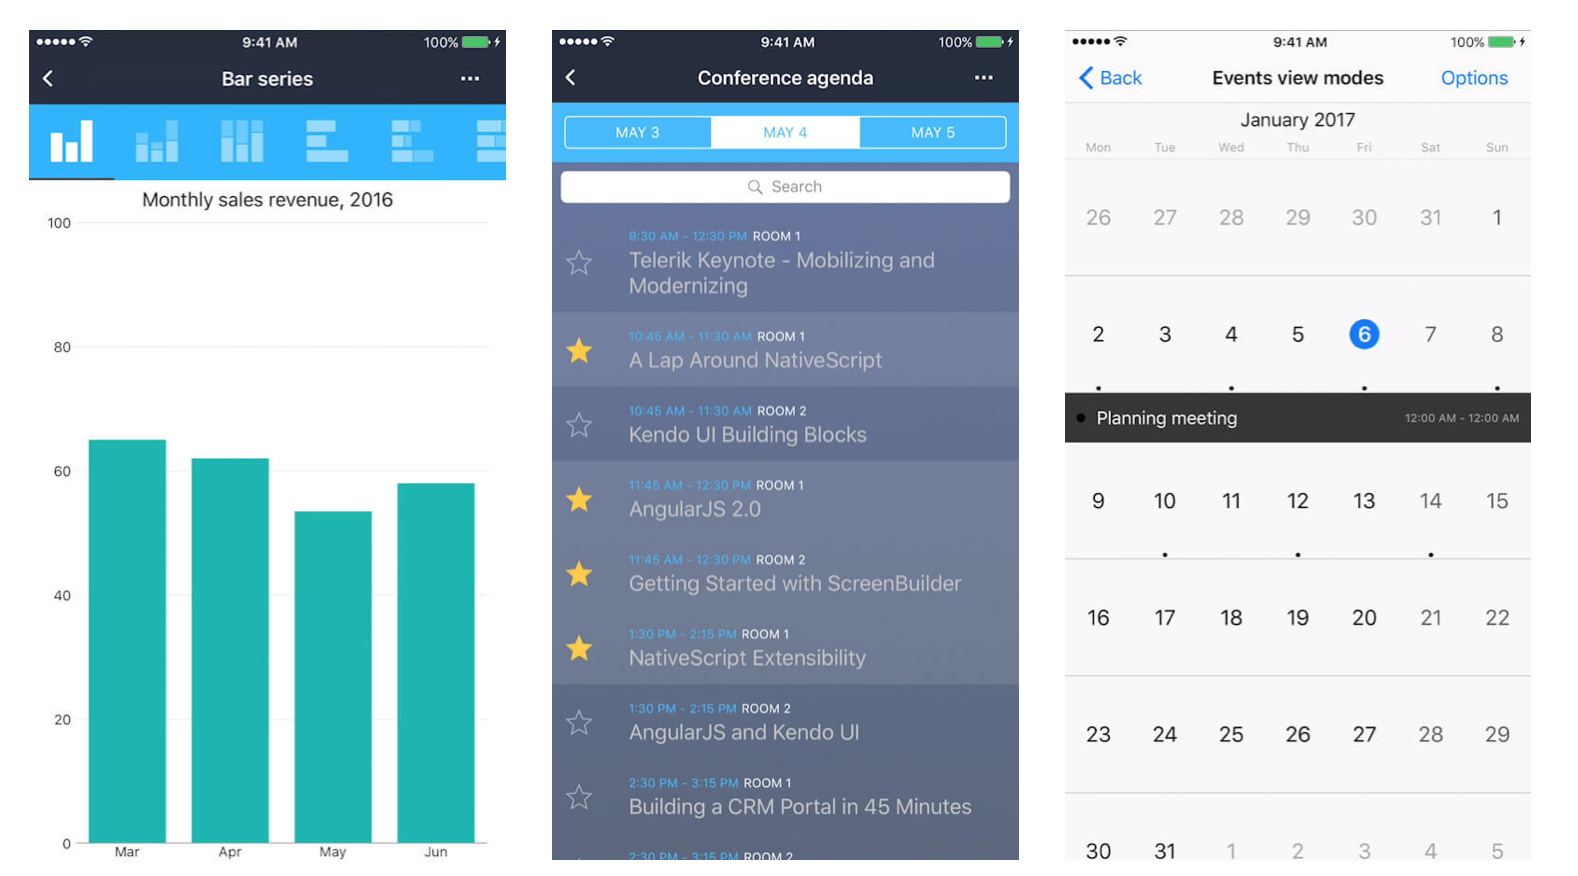 9:41 AM
100%
Bar series
Monthly sales revenue, 2016
100
80
60
40
20
0
Mar Apr May Jun
9:41 AM
100%
Conference agenda
MAY 3 MAY 4 MAY 5
Search
9:30 AM - 12:30 PM ROOM 1
Telerik Keynote - Mobilizing and
Modernizing
10:45 AM - 11:30 AM ROOM 1
A Lap Around NativeScript
10:45 AM - 11:30 AM ROOM 2
Kendo UI Building Blocks
11:45 AM - 12:30 PM ROOM 1
AngularJS 2.0
11:45 AM - 12:30 PM ROOM 2
Getting Started with ScreenBuilder
1:30 PM - 2:15 PM ROOM 1
NativeScript Extensibility
1:30 PM - 2:15 PM ROOM 2
AngularJS and Kendo UI
2:30 PM - 3:15 PM ROOM 1
Building a CRM Portal in 45 Minutes
2:30 PM - 3:15 PM ROOM 2
9:41 AM
100%
Back Events view modes Options
January 2017
Mon Tue Wed Thu Fri Sat Sun
26 27 28 29 30 31 1
2 3 4 5 6 7 8
Planning meeting 12:00 AM - 12:00 AM
9 10 11 12 13 14 15
16 17 18 19 20 21 22
23 24 25 26 27 28 29
30 31 1 2 3 4 5